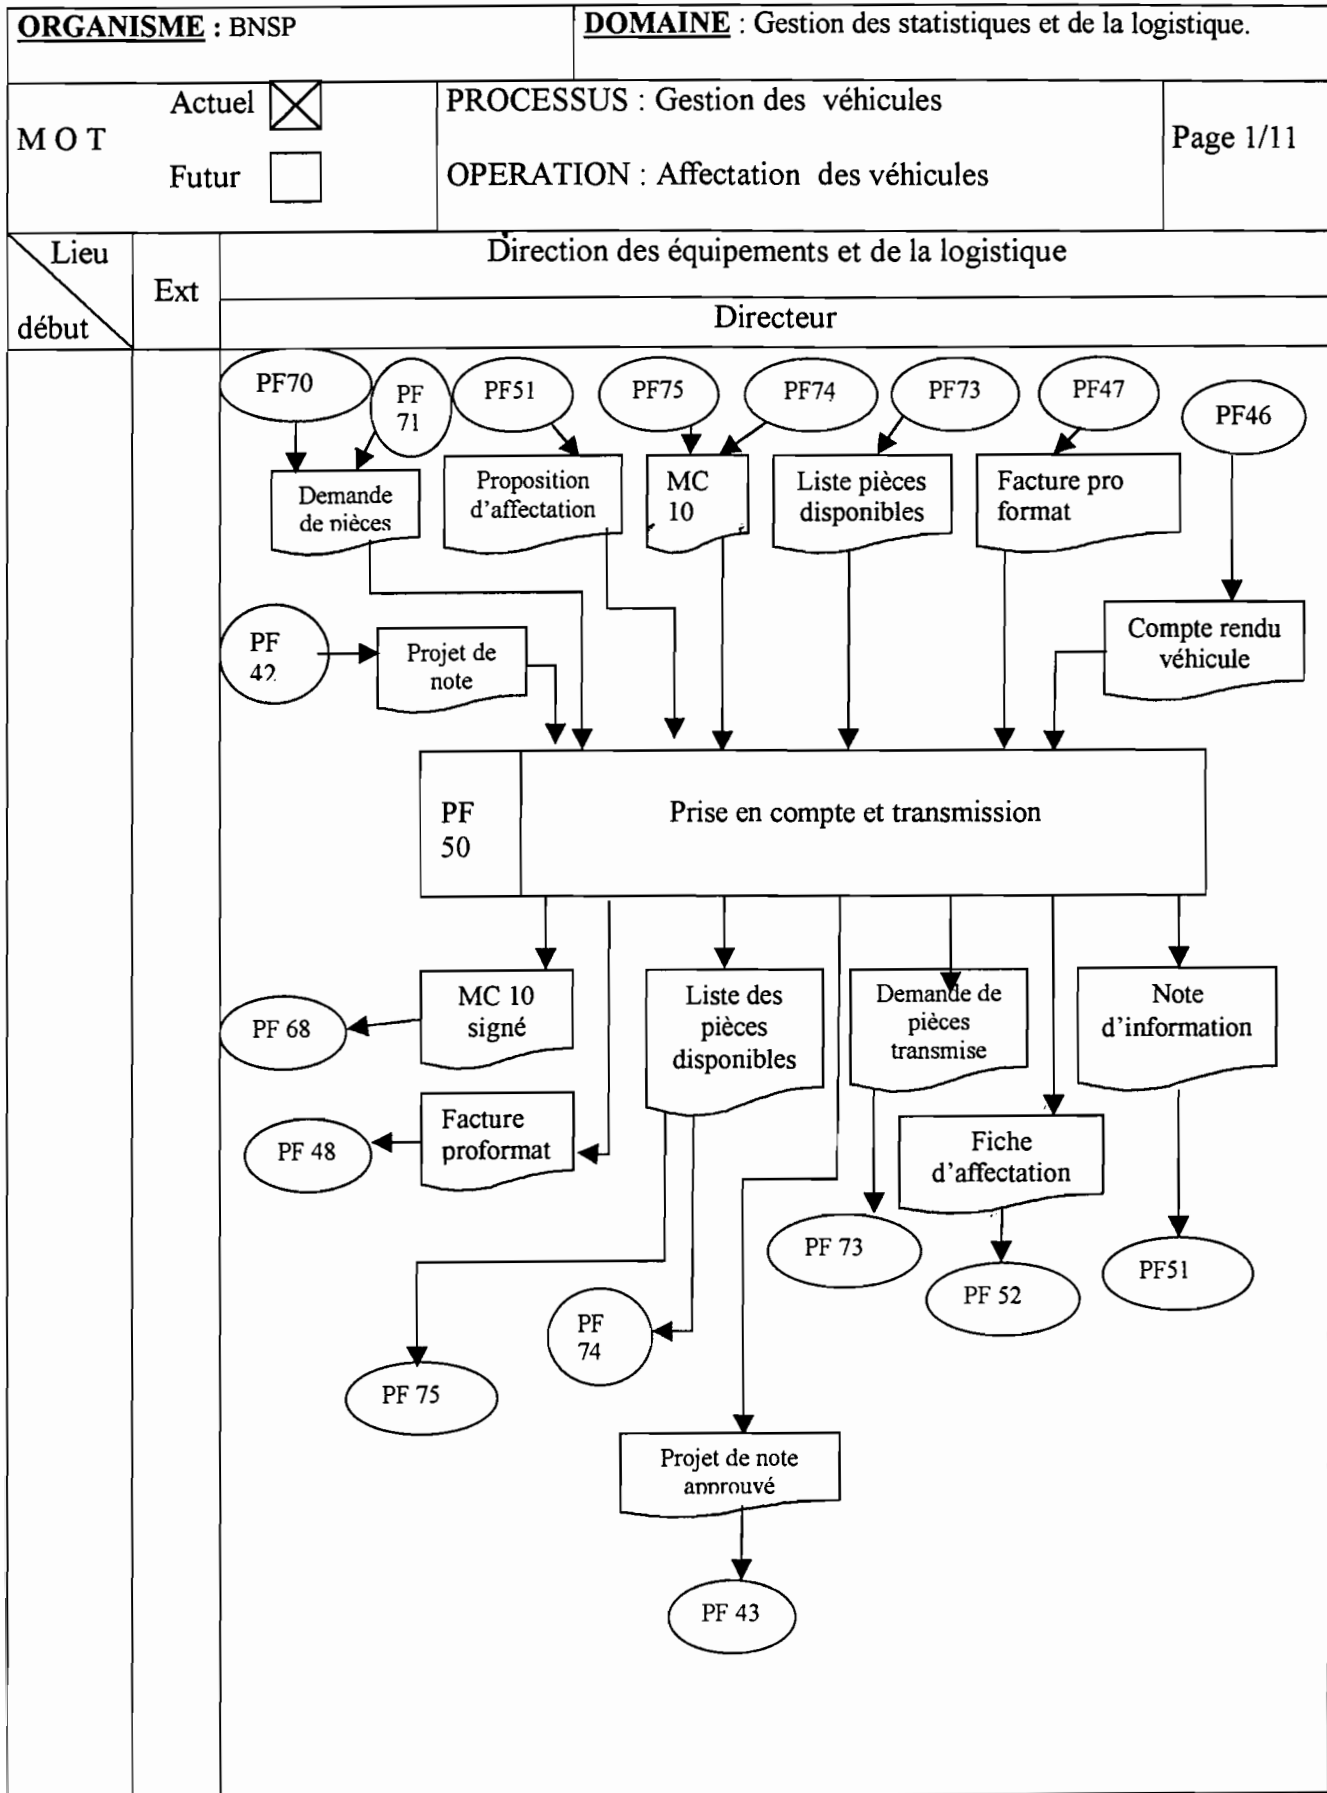 ORGANISME : BNSP
DOMAINE : Gestion des statistiques et de la logistique.
M O T
Actuel
Futur
PROCESSUS : Gestion des véhicules
OPERATION : Affectation des véhicules
Page 1/11
Lieu
début
Ext
Direction des équipements et de la logistique
Directeur
PF70
PF
71
PF51
PF75
PF74
PF73
PF47
PF46
Demande
de pièces
Proposition
d'affectation
MC
10
Liste pièces
disponibles
Facture pro
format
PF
42
Projet de
note
Compte rendu
véhicule
PF
50
Prise en compte et transmission
PF 68
MC 10
signé
Liste des
pièces
disponibles
Demande de
pièces
transmise
Note
d'information
PF 48
Facture
proformat
Fiche
d'affectation
PF 73
PF 52
PF51
PF
74
PF 75
Projet de note
approuvé
PF 43